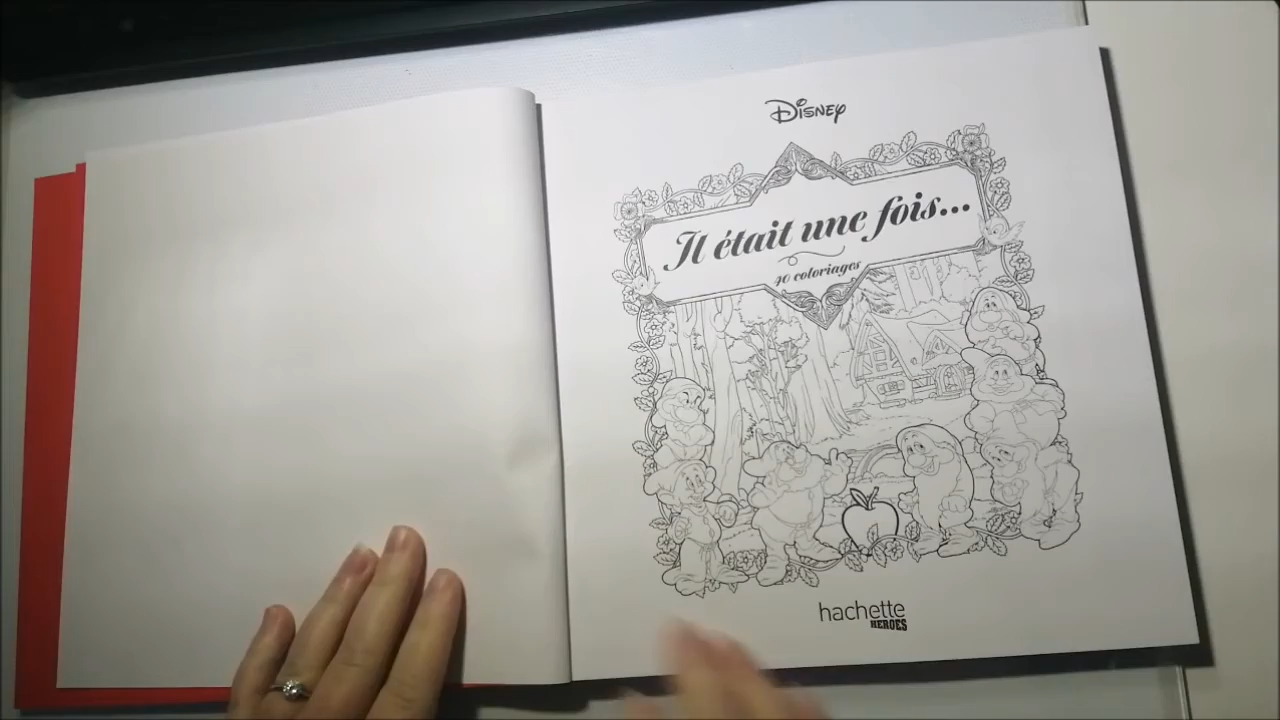 Disney
Il était une fois...
40 coloriages
hachette
HEROES